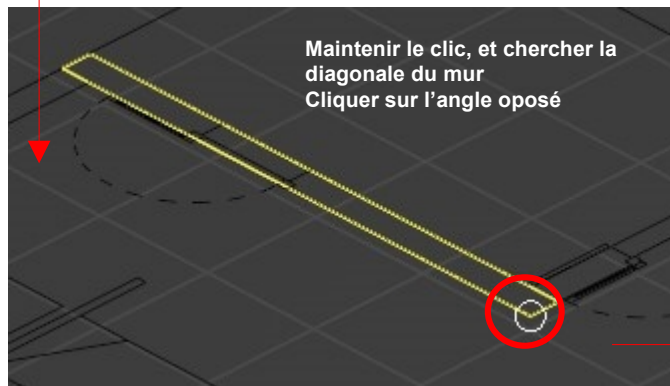 Maintenir le clic, et chercher la
diagonale du mur
Cliquer sur l’angle oposé